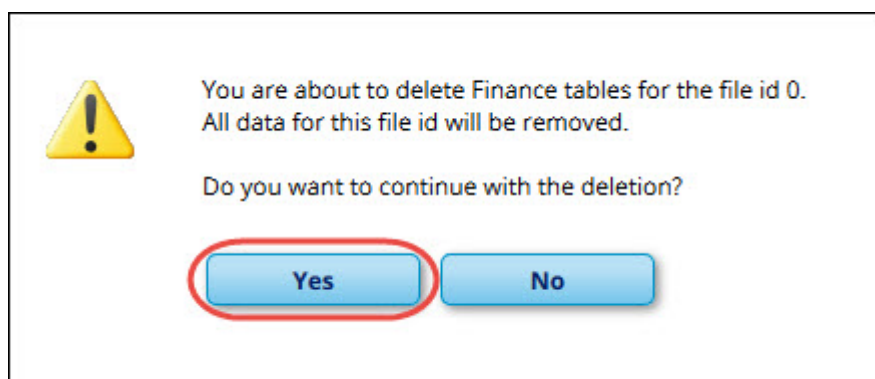 You are about to delete Finance tables for the file id 0.
All data for this file id will be removed.
Do you want to continue with the deletion?
Yes No